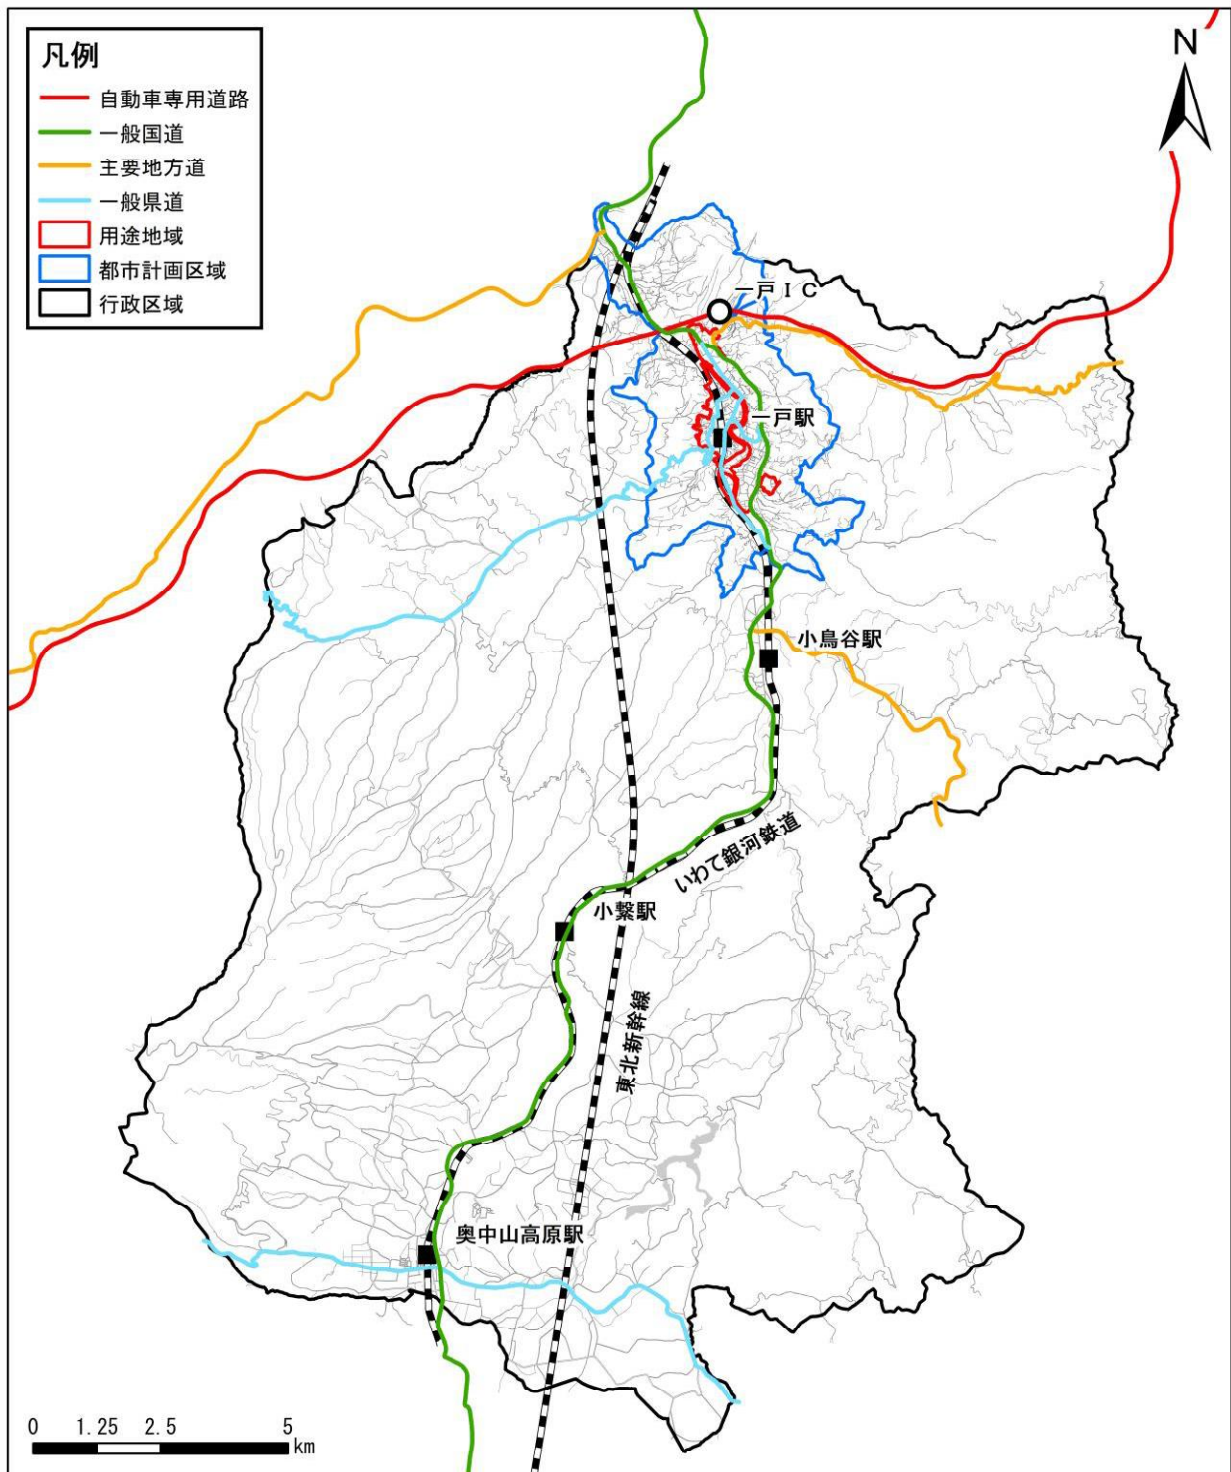 凡例
自動車専用道路
一般国道
主要地方道
一般県道
用途地域
都市計画区域
行政区域
N
一戸IC
一戸駅
小鳥谷駅
いわて銀河鉄道
小繋駅
東北新幹線
奥中山高原駅
0 1.25 2.5 5
km